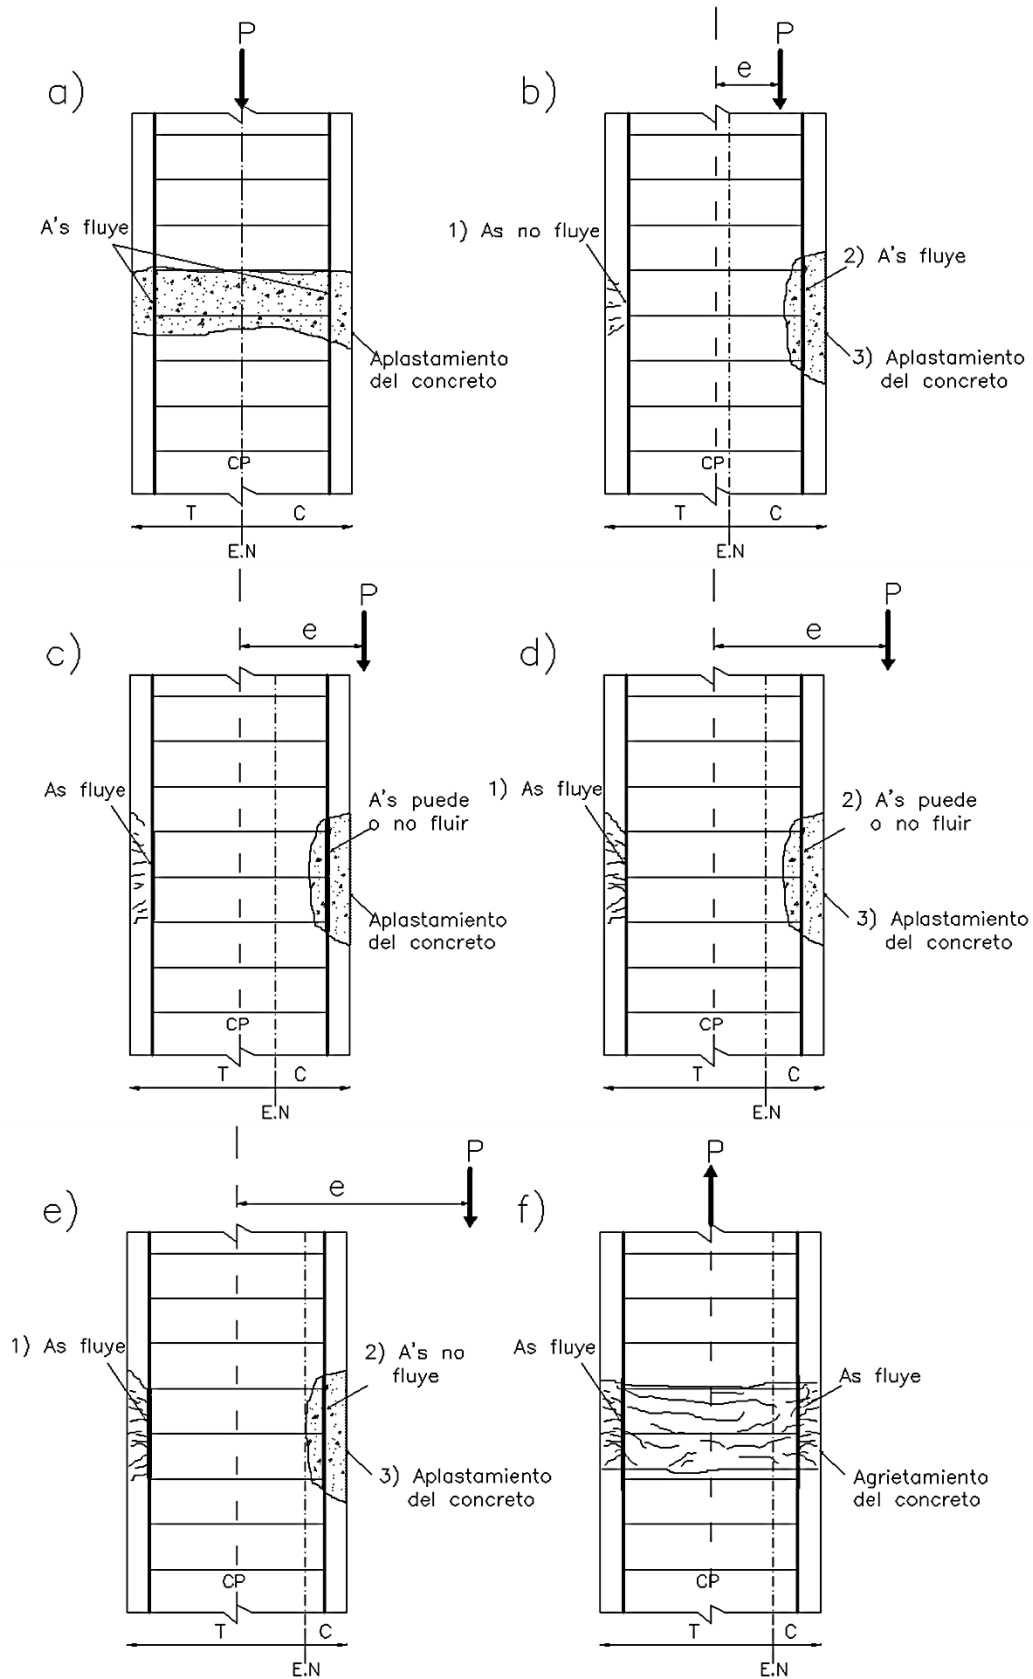 P
a)
A's fluye
Aplastamiento
del concreto
CP
T C
E.N
P
e
b)
1) As no fluye
2) A's fluye
3) Aplastamiento
del concreto
CP
T C
E.N
P
e
c)
As fluye
A's puede
o no fluir
Aplastamiento
del concreto
CP
T C
E.N
P
e
d)
1) As fluye
2) A's puede
o no fluir
3) Aplastamiento
del concreto
CP
T C
E.N
P
e
e)
1) As fluye
2) A's no
fluye
3) Aplastamiento
del concreto
CP
T C
E.N
P
f)
As fluye
As fluye
Agrietamiento
del concreto
CP
T C
E.N